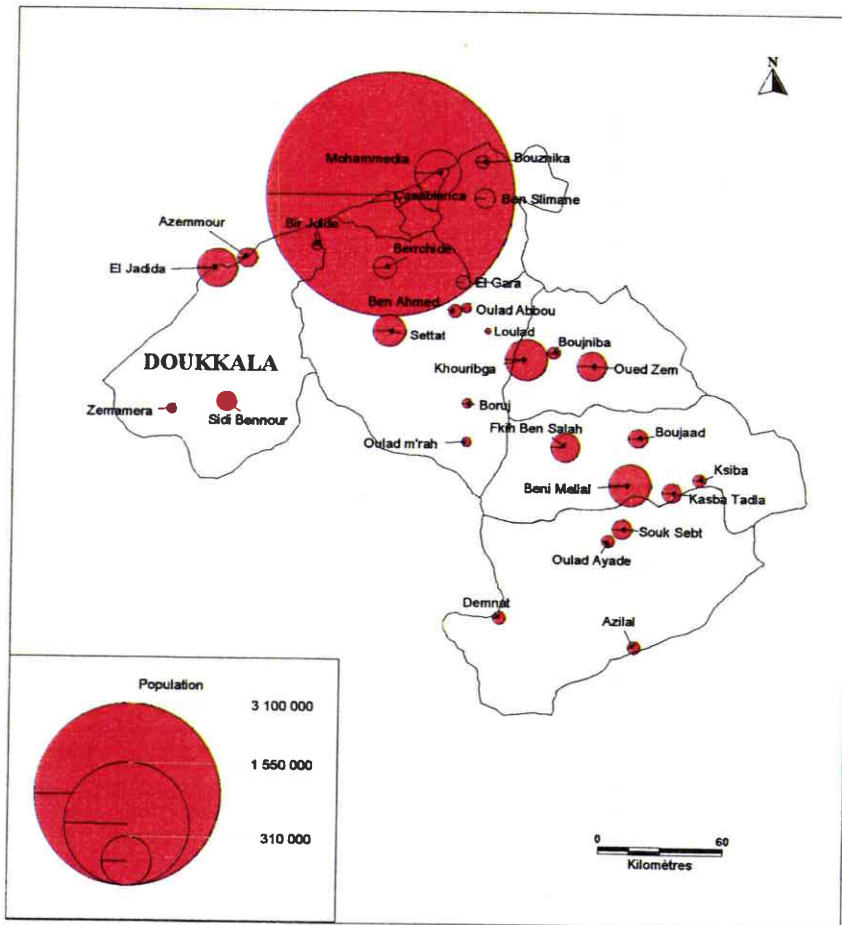 N
Mohammedia
Bouznika
Casablanca
Ben Slimane
Azemmour
Bir Jdide
El Jadida
Berrchide
El Gara
Ben Ahmed
Oulad Abbou
Settat
Loulad
Boujniba
DOUKKALA
Khouribga
Oued Zem
Zemamera
Sidi Bennour
Boruj
Fkih Ben Salah
Boujaad
Oulad m'rah
Ksiba
Beni Mellal
Kasba Tadla
Souk Sebt
Oulad Ayade
Demnat
Azilal
Population
3 100 000
1 550 000
310 000
0 60
Kilomètres